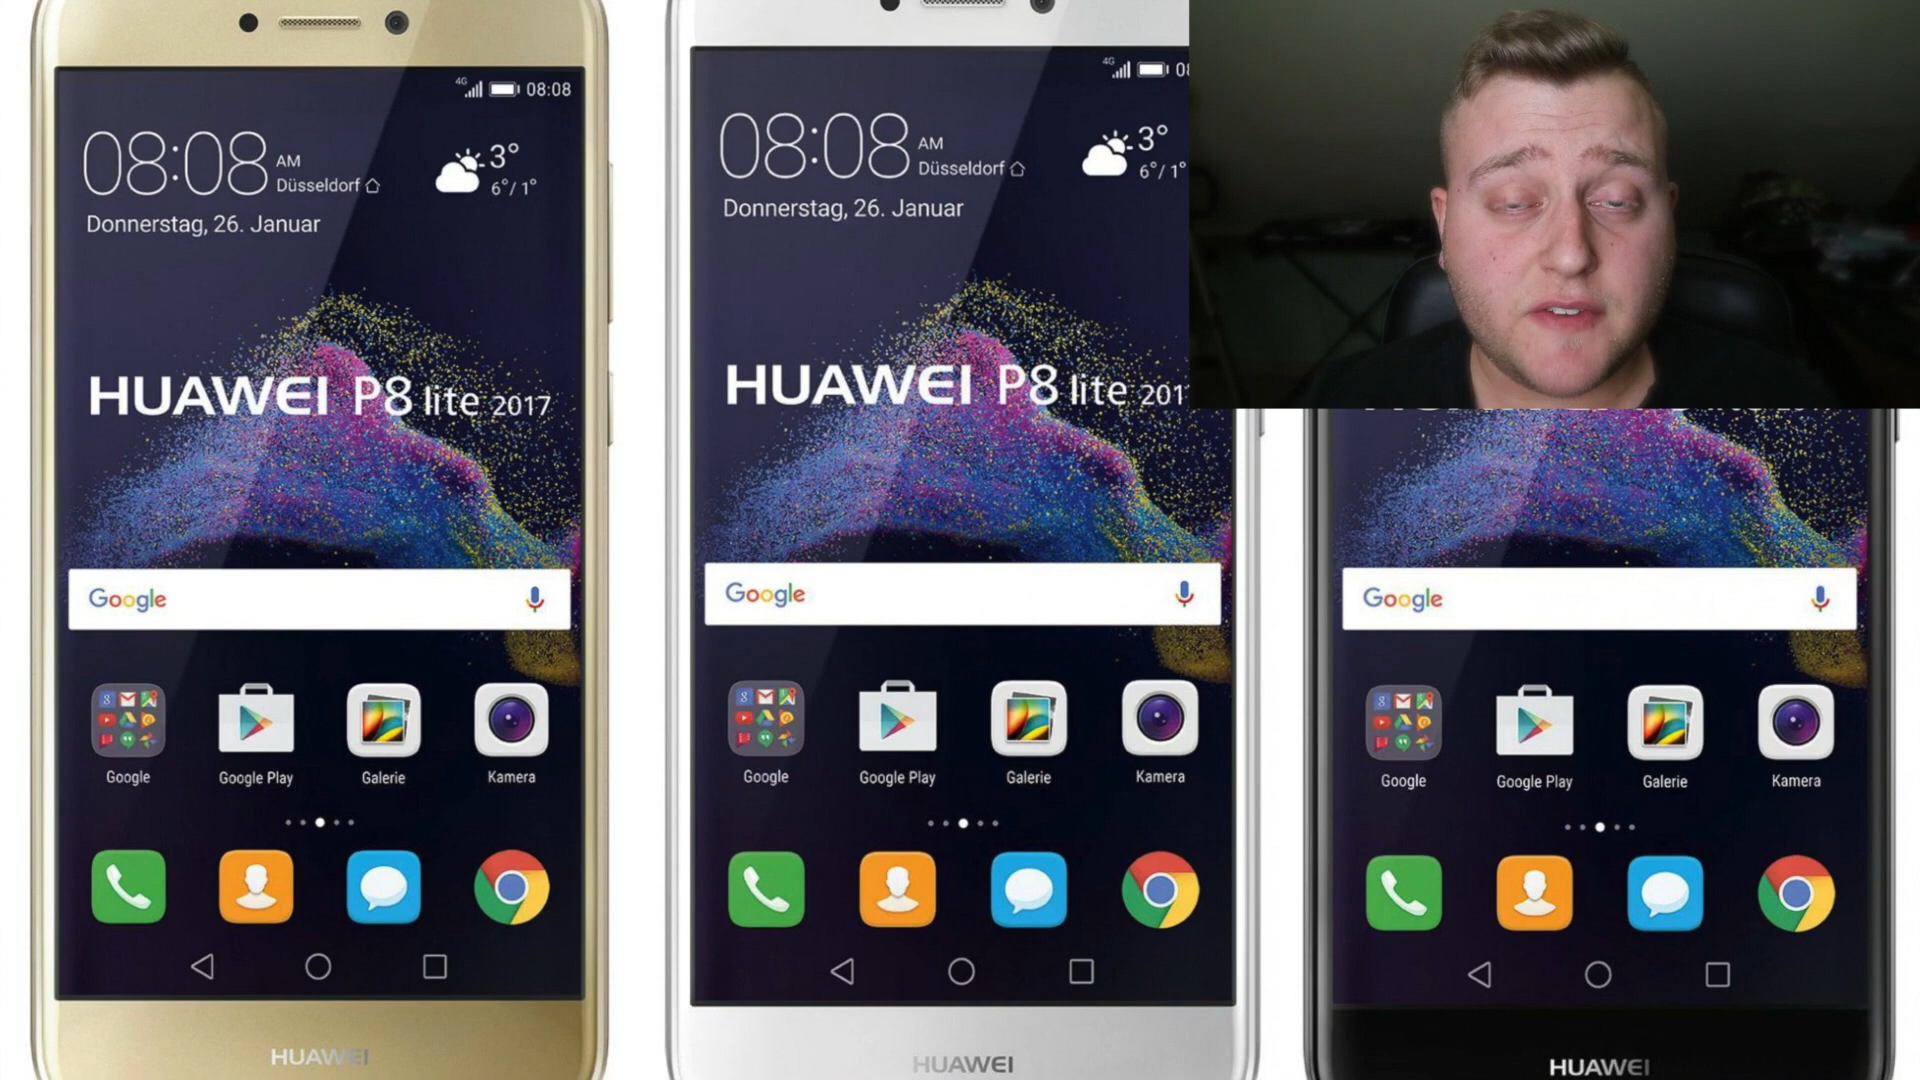 4G 08:08
08:08 AM
Düsseldorf
3°
6°/ 1°
Donnerstag, 26. Januar
HUAWEI P8 lite 2017
Google
Google
Google Play
Galerie
Kamera
HUAWEI
4G
08:08 AM
Düsseldorf
3°
6°/ 1°
Donnerstag, 26. Januar
HUAWEI P8 lite
Google
Google
Google Play
Galerie
Kamera
HUAWEI
Google
Google
Google Play
Galerie
Kamera
HUAWEI